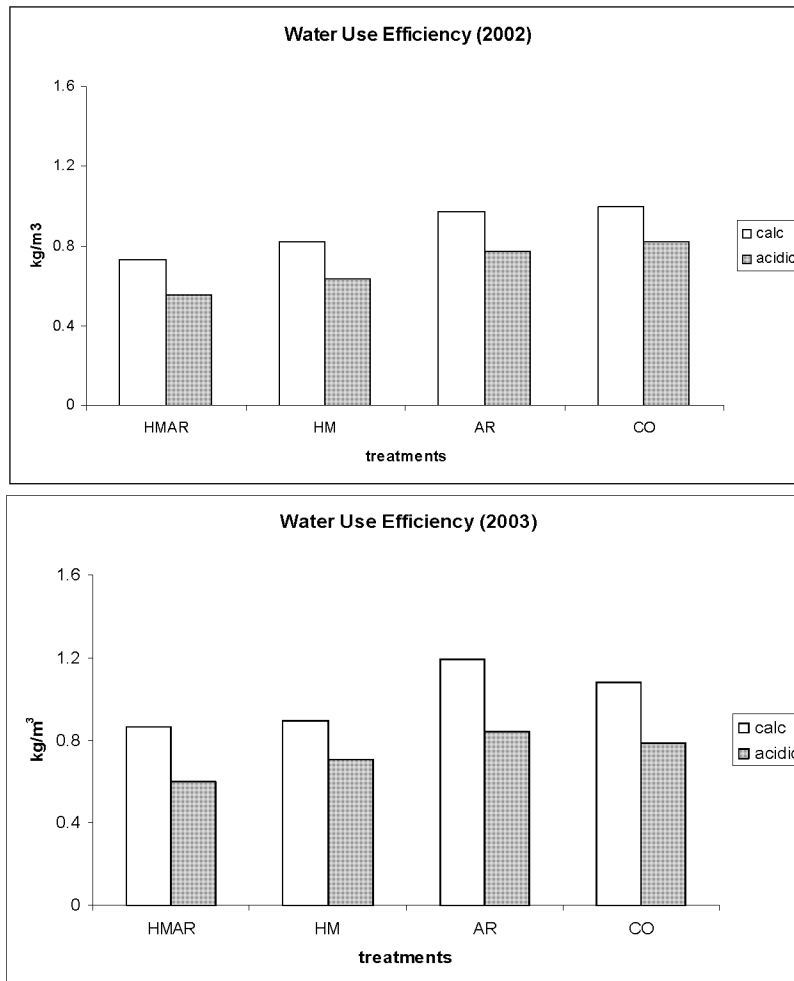 Water Use Efficiency (2002)
1.6
1.2
0.8
0.4
0
kg/m3
HMAR HM AR CO
treatments
calc
acidic
Water Use Efficiency (2003)
1.6
1.2
0.8
0.4
0
kg/m³
HMAR HM AR CO
treatments
calc
acidic